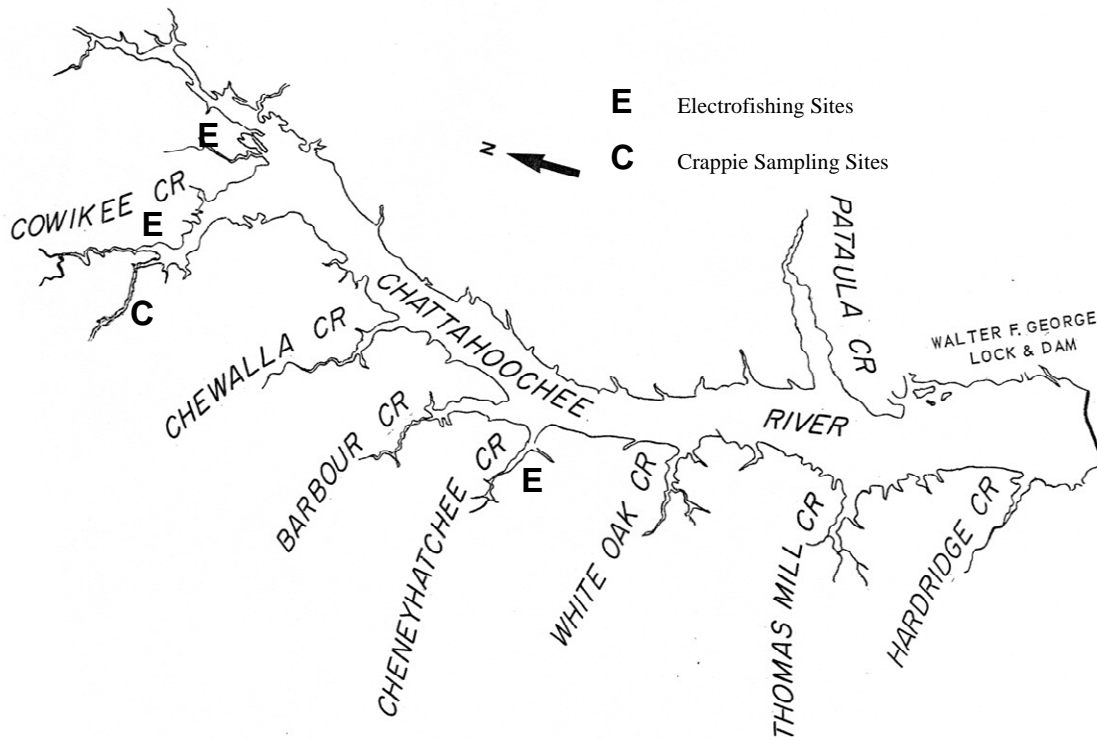 E Electrofishing Sites
E
N
C Crappie Sampling Sites
COWIKEE CR
E
PATAULA CR
C
CHATTAHOOCHEE
RIVER
WALTER F. GEORGE
LOCK & DAM
CHEWALLA CR
BARBOUR CR
CHENEYHATCHEE CR
E
WHITE OAK CR
THOMAS MILL CR
HARDRIDGE CR